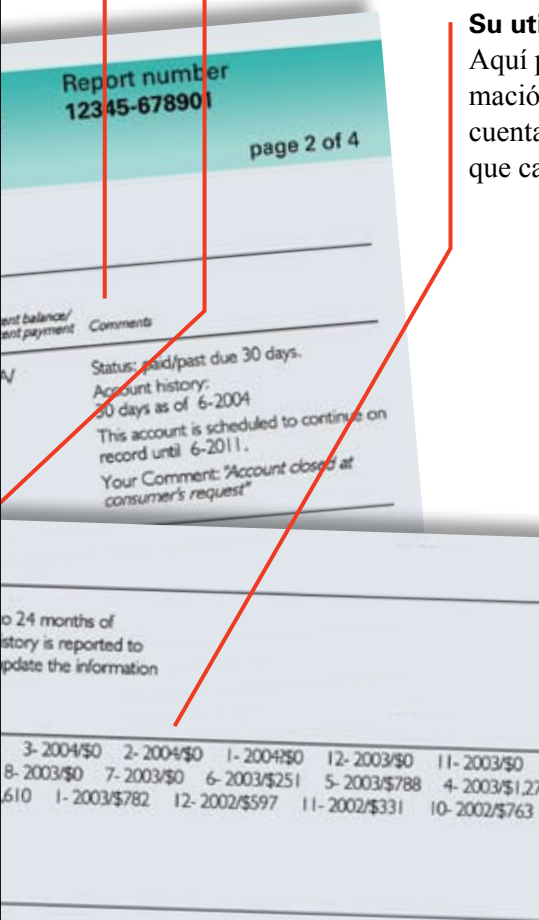 Su
Aquí
cuenta
que
Report number
12345-678901
page 2 of 4
balance/
payment Comments
Status: paid/past due 30 days.
Account history:
30 days as of 6-2004
This account is scheduled to continue on
record until 6-2011.
Your Comment: "Account closed at
consumer's request"
24 months of
is reported to
the information
3-2004/$0 2-2004/$0 1-2004/$0 12-2003/$0 11-2003/$0
8-2003/$0 7-2003/$0 6-2003/$251 5-2003/$788 4-2003/$1,27
,610 1-2003/$782 12-2002/$597 11-2002/$331 10-2002/$763